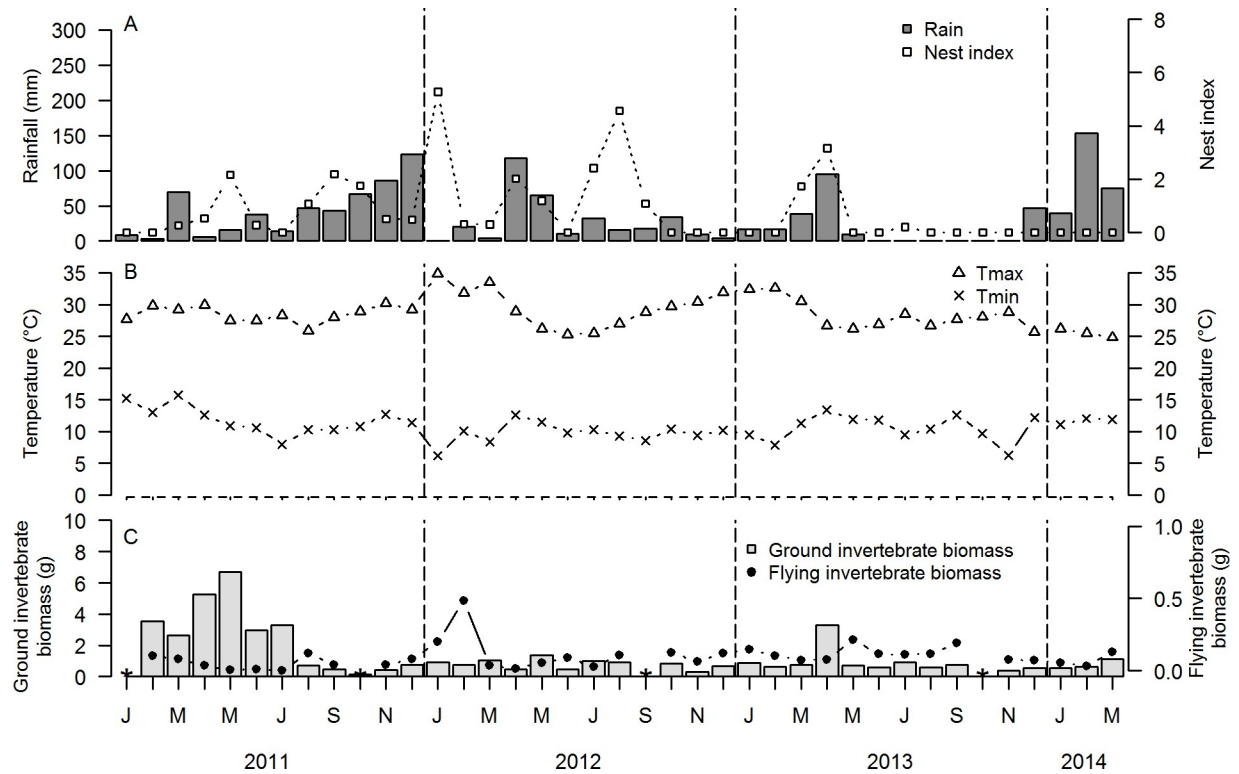 A
300
250
200
150
100
50
0
Rainfall (mm)
Rain
Nest index
8
6
4
2
0
Nest index
B
35
30
25
20
15
10
5
0
Temperature (°C)
Tmax
Tmin
35
30
25
20
15
10
5
0
Temperature (°C)
C
10
8
6
4
2
0
Ground invertebrate
biomass (g)
Ground invertebrate biomass
Flying invertebrate biomass
1.0
0.5
0.0
Flying invertebrate
biomass (g)
J M M J S N J M M J S N J M M J S N J M
2011 2012 2013 2014